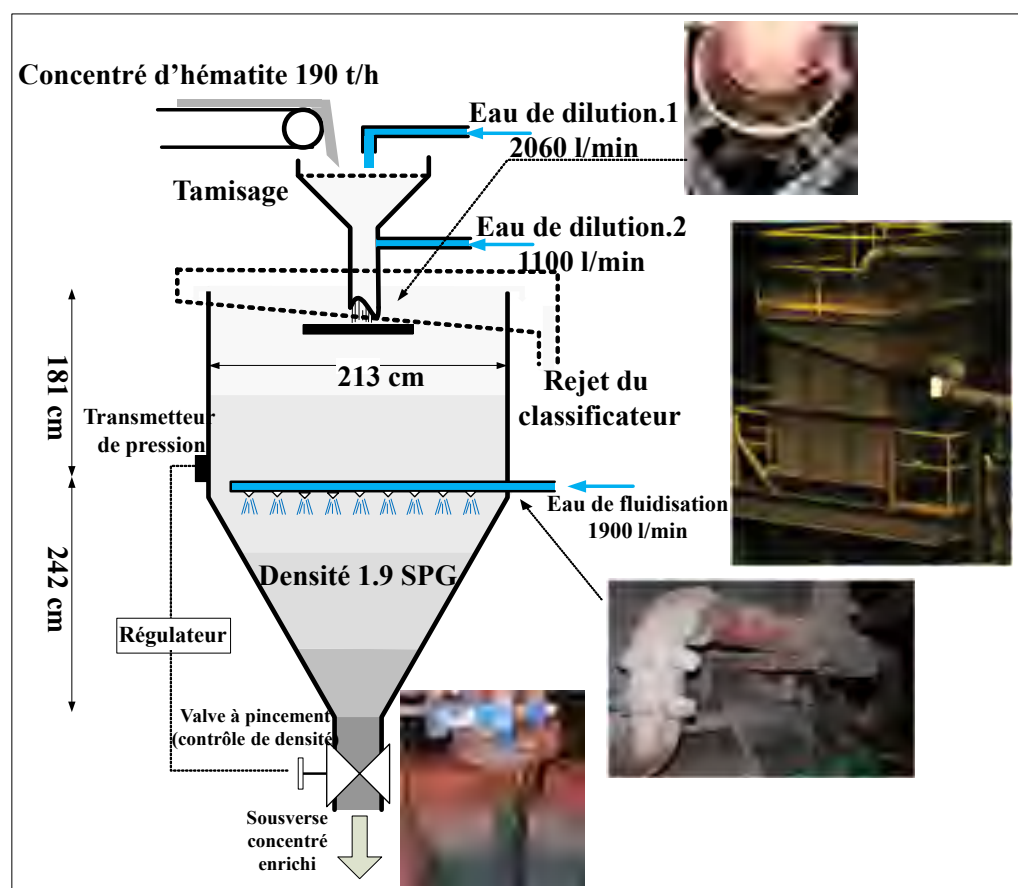 Concentré d'hématite 190 t/h
Eau de dilution.1
2060 l/min
Tamisage
Eau de dilution.2
1100 l/min
181 cm
213 cm
Rejet du
classificateur
Transmetteur
de pression
Eau de fluidisation
1900 l/min
242 cm
Densité 1.9 SPG
Régulateur
Valve à pincement
(contrôle de densité)
Sousverse
concentré
enrichi